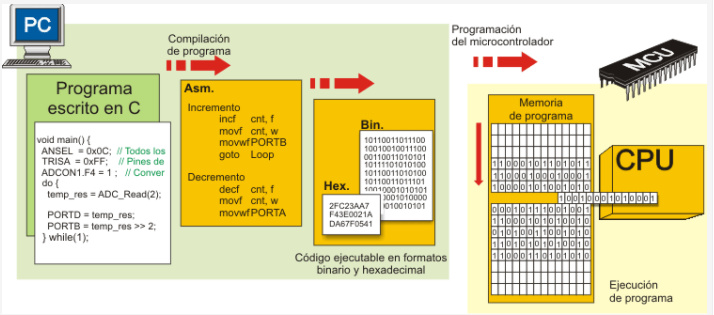 PC
Compilación
de programa
Programación
del microcontrolador
MCU
Programa
escrito en C
void main() {
ANSEL = 0x0C; // Todos los
TRISA = 0xFF; // Pines de
ADCON1.F4 = 1 ; // Conver
do {
temp_res = ADC_Read(2);
PORTD = temp_res;
PORTB = temp_res >> 2;
} while(1);
Asm.
Incremento
incf cnt, f
movf cnt, w
movwf PORTB
goto Loop
Decremento
decf cnt, f
movf cnt, w
movwf PORTA
Bin.
10110011011100
10010010011100
00110011010101
10111101010100
Hex.
2FC23AA7
F43E0021A
DA67F0541
Código ejecutable en formatos
binario y hexadecimal
Memoria
de programa
CPU
Ejecución
de programa